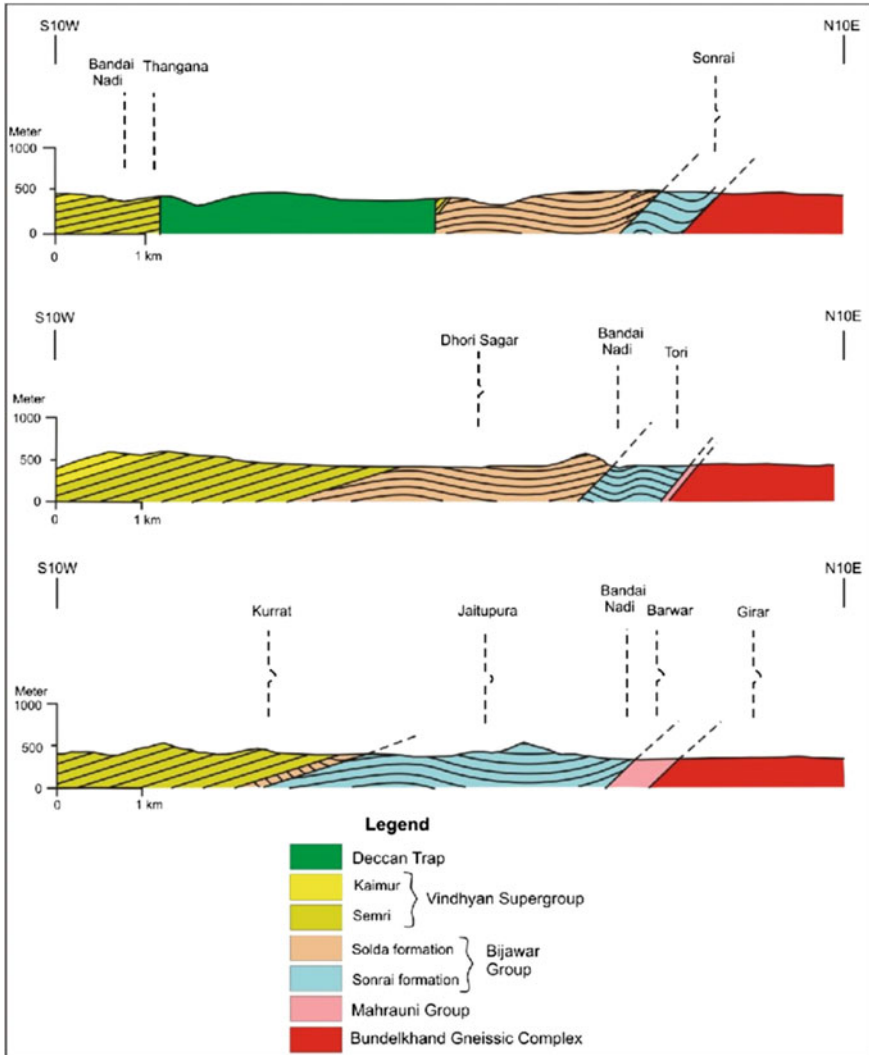 S10W
N10E
Bandai
Nadi
Thangana
Sonrai
Meter
1000
500
0
0
1 km
S10W
N10E
Dhori Sagar
Bandai
Nadi
Tori
Meter
1000
500
0
0
1 km
S10W
N10E
Kurrat
Jaitupura
Bandai
Nadi
Barwar
Girar
Meter
1000
500
0
0
1 km
Legend
Deccan Trap
Kaimur
Semri
Vindhyan Supergroup
Solda formation
Sonrai formation
Bijawar
Group
Mahrauni Group
Bundelkhand Gneissic Complex